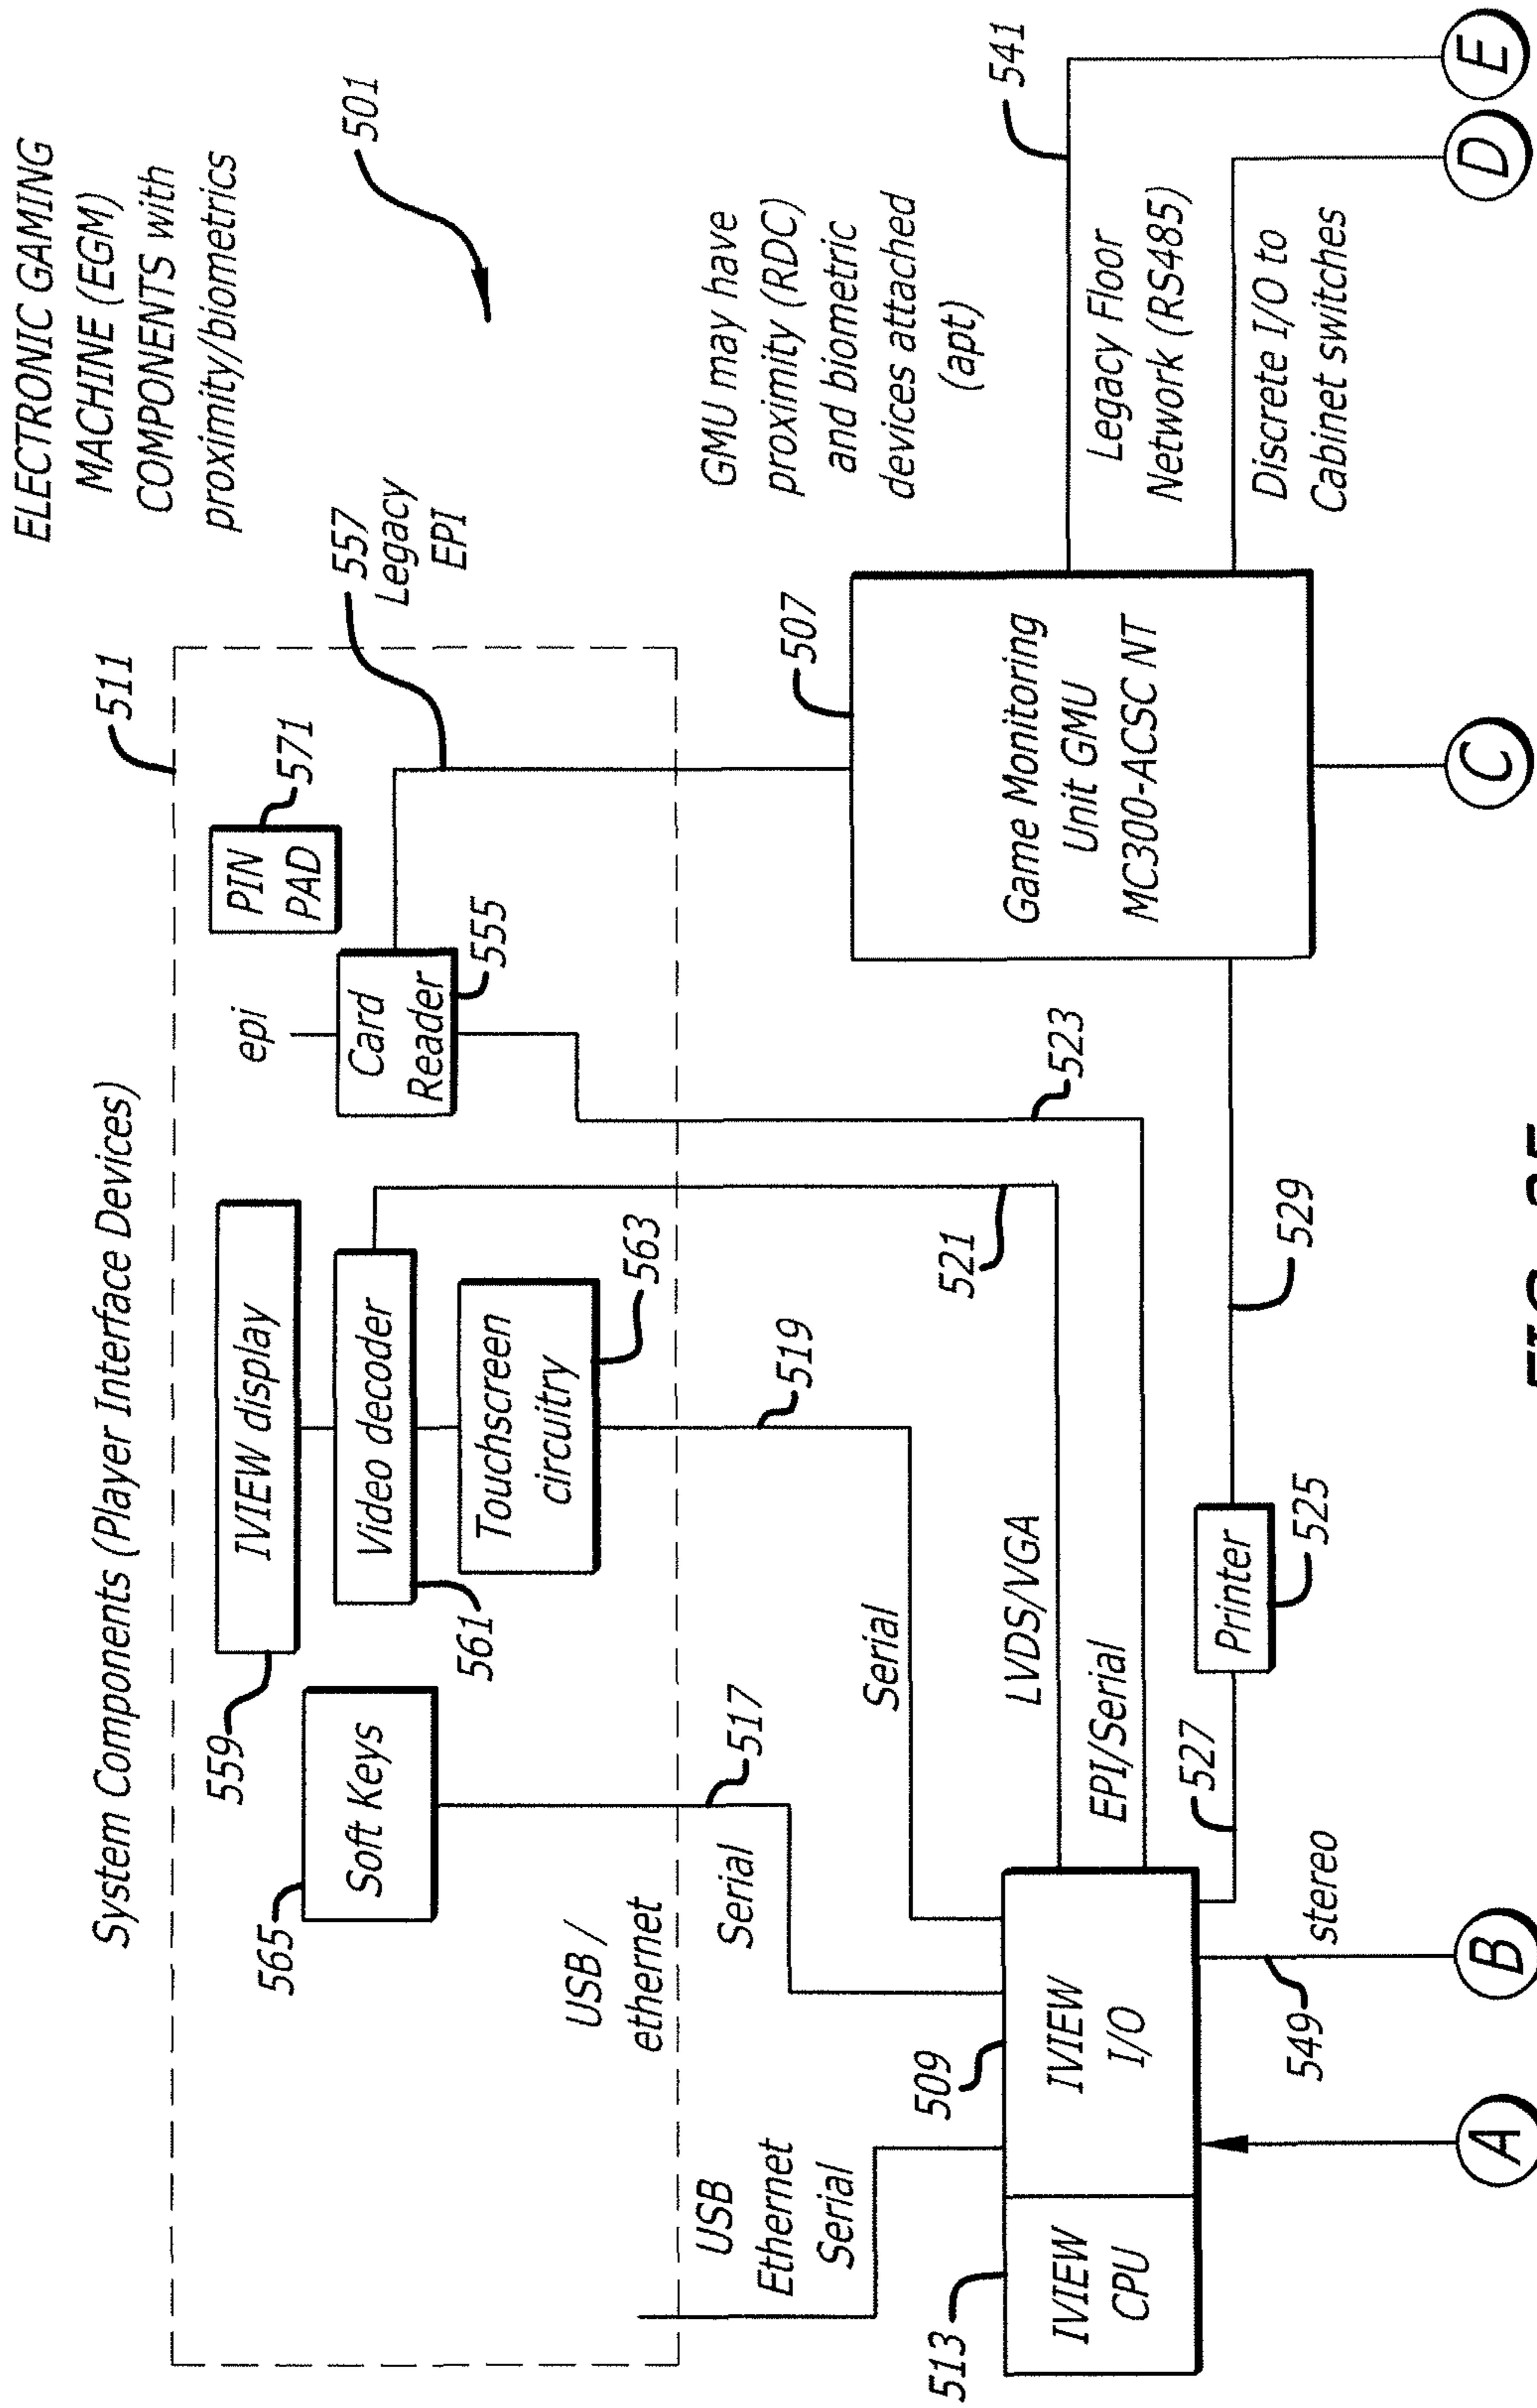 ELECTRONIC GAMING
MACHINE (EGM)
COMPONENTS with
proximity/biometrics
501
System Components (Player Interface Devices)
511
559
IVIEW display
PIN
PAD
571
epi
565
Soft Keys
Video decoder
561
Card
Reader
555
557
Legacy
EPI
Touchscreen
circuitry
563
USB /
ethernet
USB
Ethernet
Serial
Serial
517
519
Serial
521
523
507
GMU may have
proximity (RDC)
and biometric
devices attached
(apt)
513
IVIEW
CPU
509
IVIEW
I/O
LVDS/VGA
EPI/Serial
527
Printer
525
529
Game Monitoring
Unit GMU
MC300-ACSC NT
541
Legacy Floor
Network (RS485)
Discrete I/O to
Cabinet switches
549
stereo
A
B
C
D
E